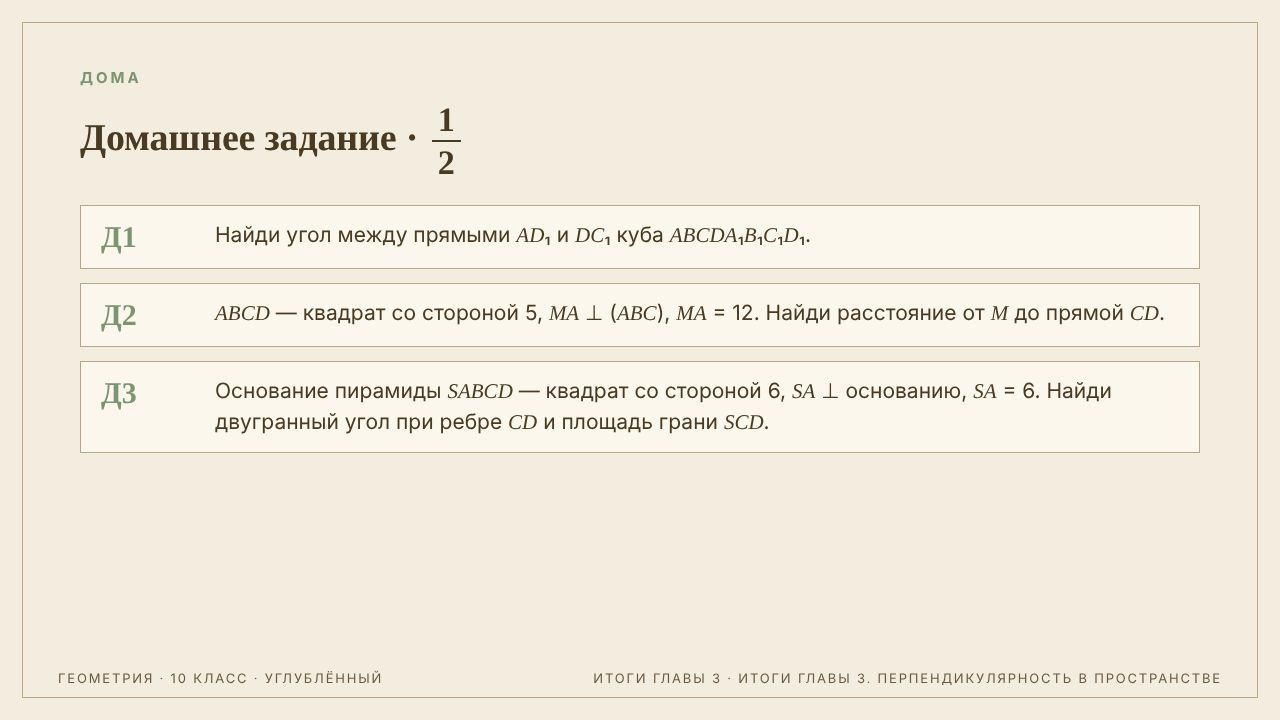 ДОМА
Домашнее задание · 1/2
Д1 Найди угол между прямыми AD₁ и DC₁ куба ABCDA₁B₁C₁D₁.
Д2 ABCD — квадрат со стороной 5, MA ⊥ (ABC), MA = 12. Найди расстояние от M до прямой CD.
Д3 Основание пирамиды SABCD — квадрат со стороной 6, SA ⊥ основанию, SA = 6. Найди
двугранный угол при ребре CD и площадь грани SCD.
ГЕОМЕТРИЯ · 10 КЛАСС · УГЛУБЛЁННЫЙ
ИТОГИ ГЛАВЫ 3 · ИТОГИ ГЛАВЫ 3. ПЕРПЕНДИКУЛЯРНОСТЬ В ПРОСТРАНСТВЕ